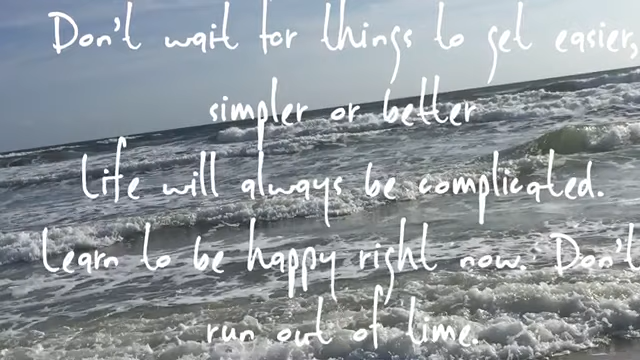 Don't wait for things to get easier,
simpler or better
Life will always be complicated.
Learn to be happy right now. Don't
run out of time.